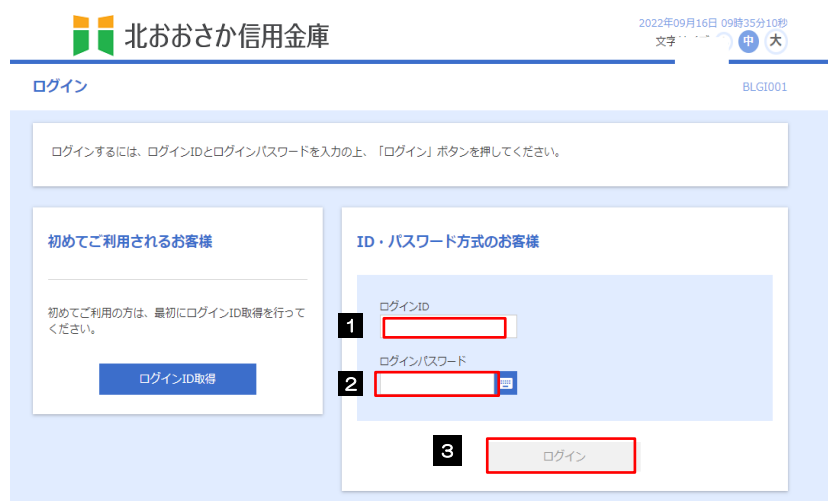 北おおさか信用金庫
2022年09月16日 09時35分10秒
文字
中
大
ログイン
BLGI001
ログインするには、ログインIDとログインパスワードを入力の上、「ログイン」ボタンを押してください。
初めてご利用されるお客様
初めてご利用の方は、最初にログインID取得を行って
ください。
ログインID取得
ID・パスワード方式のお客様
ログインID
1
ログインパスワード
2
3
ログイン